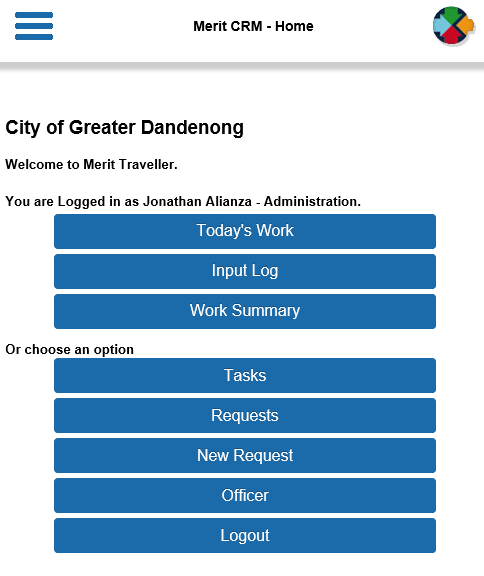 Merit CRM - Home
City of Greater Dandenong
Welcome to Merit Traveller.
You are Logged in as Jonathan Alianza - Administration.
Today's Work
Input Log
Work Summary
Or choose an option
Tasks
Requests
New Request
Officer
Logout